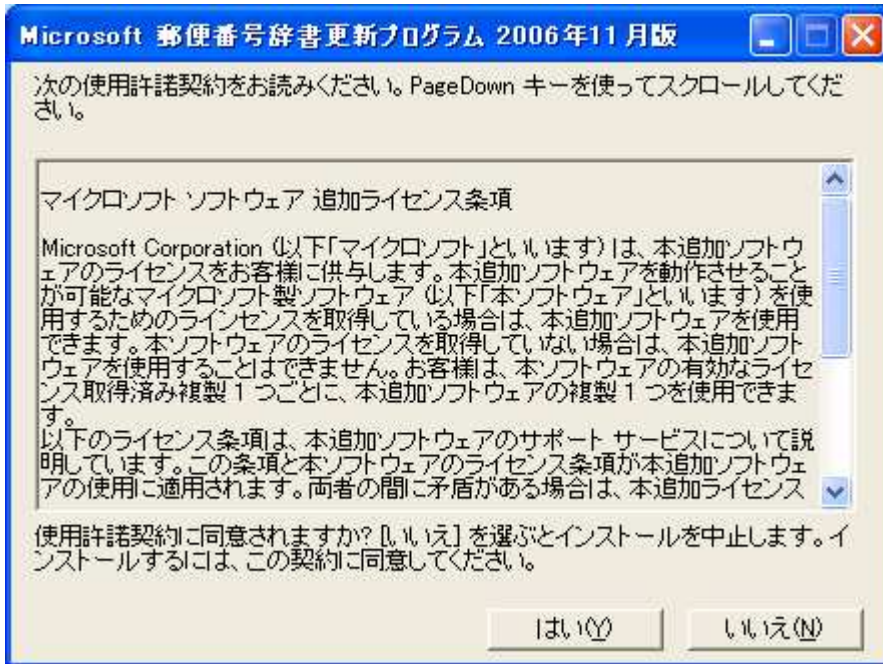 Microsoft 郵便番号辞書更新プログラム 2006年11月版
次の使用許諾契約をお読みください。PageDown キーを使ってスクロールしてくだ
さい。
マイクロソフト ソフトウェア 追加ライセンス条項
Microsoft Corporation (以下「マイクロソフト」といいます) は、本追加ソフトウ
ェアのライセンスをお客様に供与します。本追加ソフトウェアを動作させること
が可能なマイクロソフト製ソフトウェア (以下「本ソフトウェア」といいます) を使
用するためのラインセンスを取得している場合は、本追加ソフトウェアを使用
できます。本ソフトウェアのライセンスを取得していない場合は、本追加ソフト
ウェアを使用することはできません。お客様は、本ソフトウェアの有効なライセ
ンス取得済み複製 1 つごとに、本追加ソフトウェアの複製 1 つを使用できま
す。
以下のライセンス条項は、本追加ソフトウェアのサポート サービスについて説
明しています。この条項と本ソフトウェアのライセンス条項が本追加ソフトウェ
アの使用に適用されます。両者の間に矛盾がある場合は、本追加ライセンス
使用許諾契約に同意されますか? [いいえ] を選ぶとインストールを中止します。イ
ンストールするには、この契約に同意してください。
はい(Y)
いいえ(N)